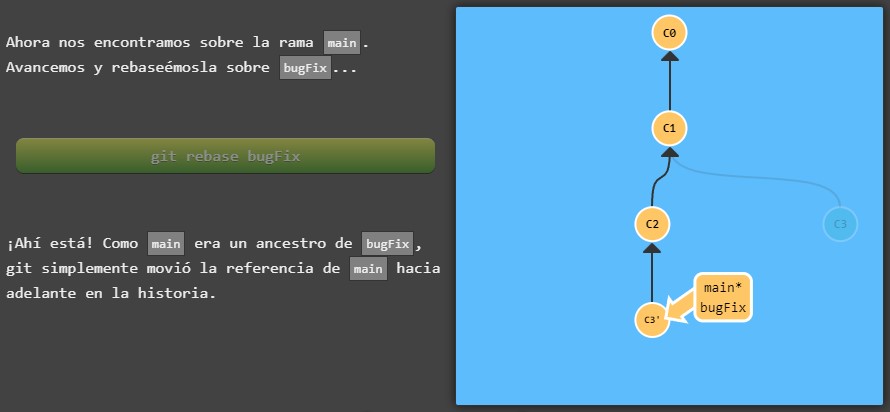 Ahora nos encontramos sobre la rama main.
Avancemos y rebaseémosla sobre bugFix...
git rebase bugFix
¡Ahí está! Como main era un ancestro de bugFix,
git simplemente movió la referencia de main hacia
adelante en la historia.
C0
C1
C2
C3
C3'
main*
bugFix